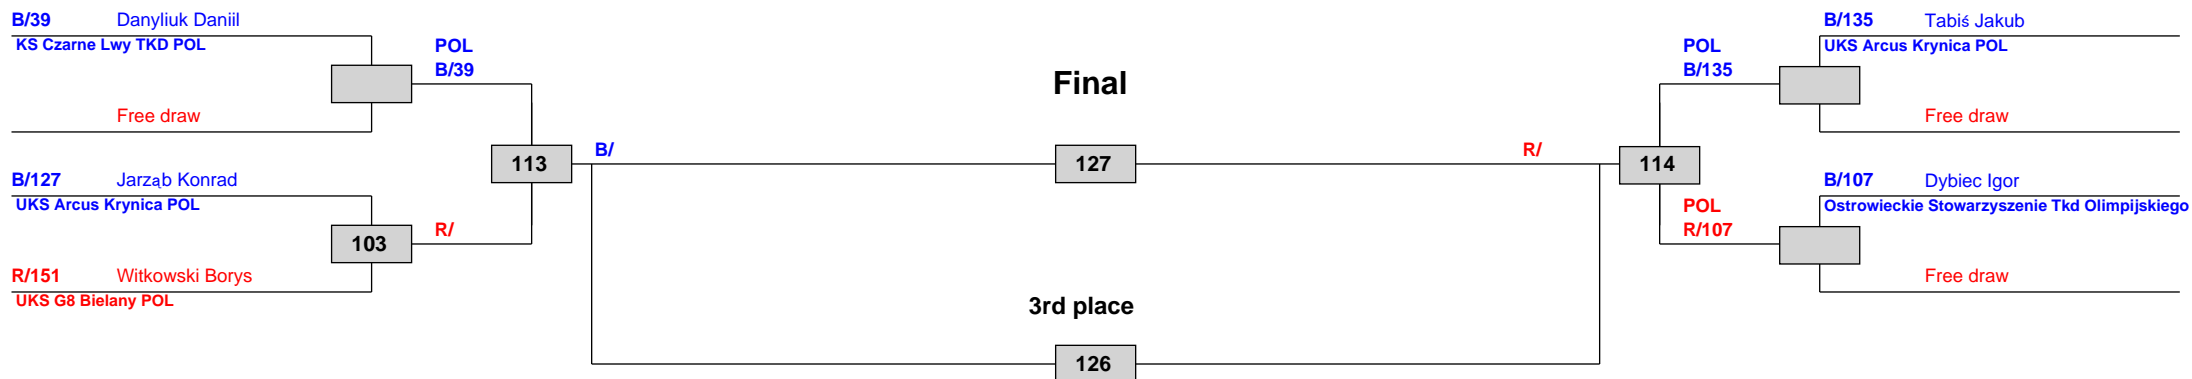 B/39 Danyliuk Daniil
KS Czarne Lwy TKD POL
Free draw
POL
B/39
B/127 Jarząb Konrad
UKS Arcus Krynica POL
103
R/151 Witkowski Borys
UKS G8 Bielany POL
R/
113
B/
Final
127
3rd place
126
R/
114
POL
B/135
POL
R/107
B/135 Tabiś Jakub
UKS Arcus Krynica POL
Free draw
B/107 Dybiec Igor
Ostrowieckie Stowarzyszenie Tkd Olimpijskiego
Free draw